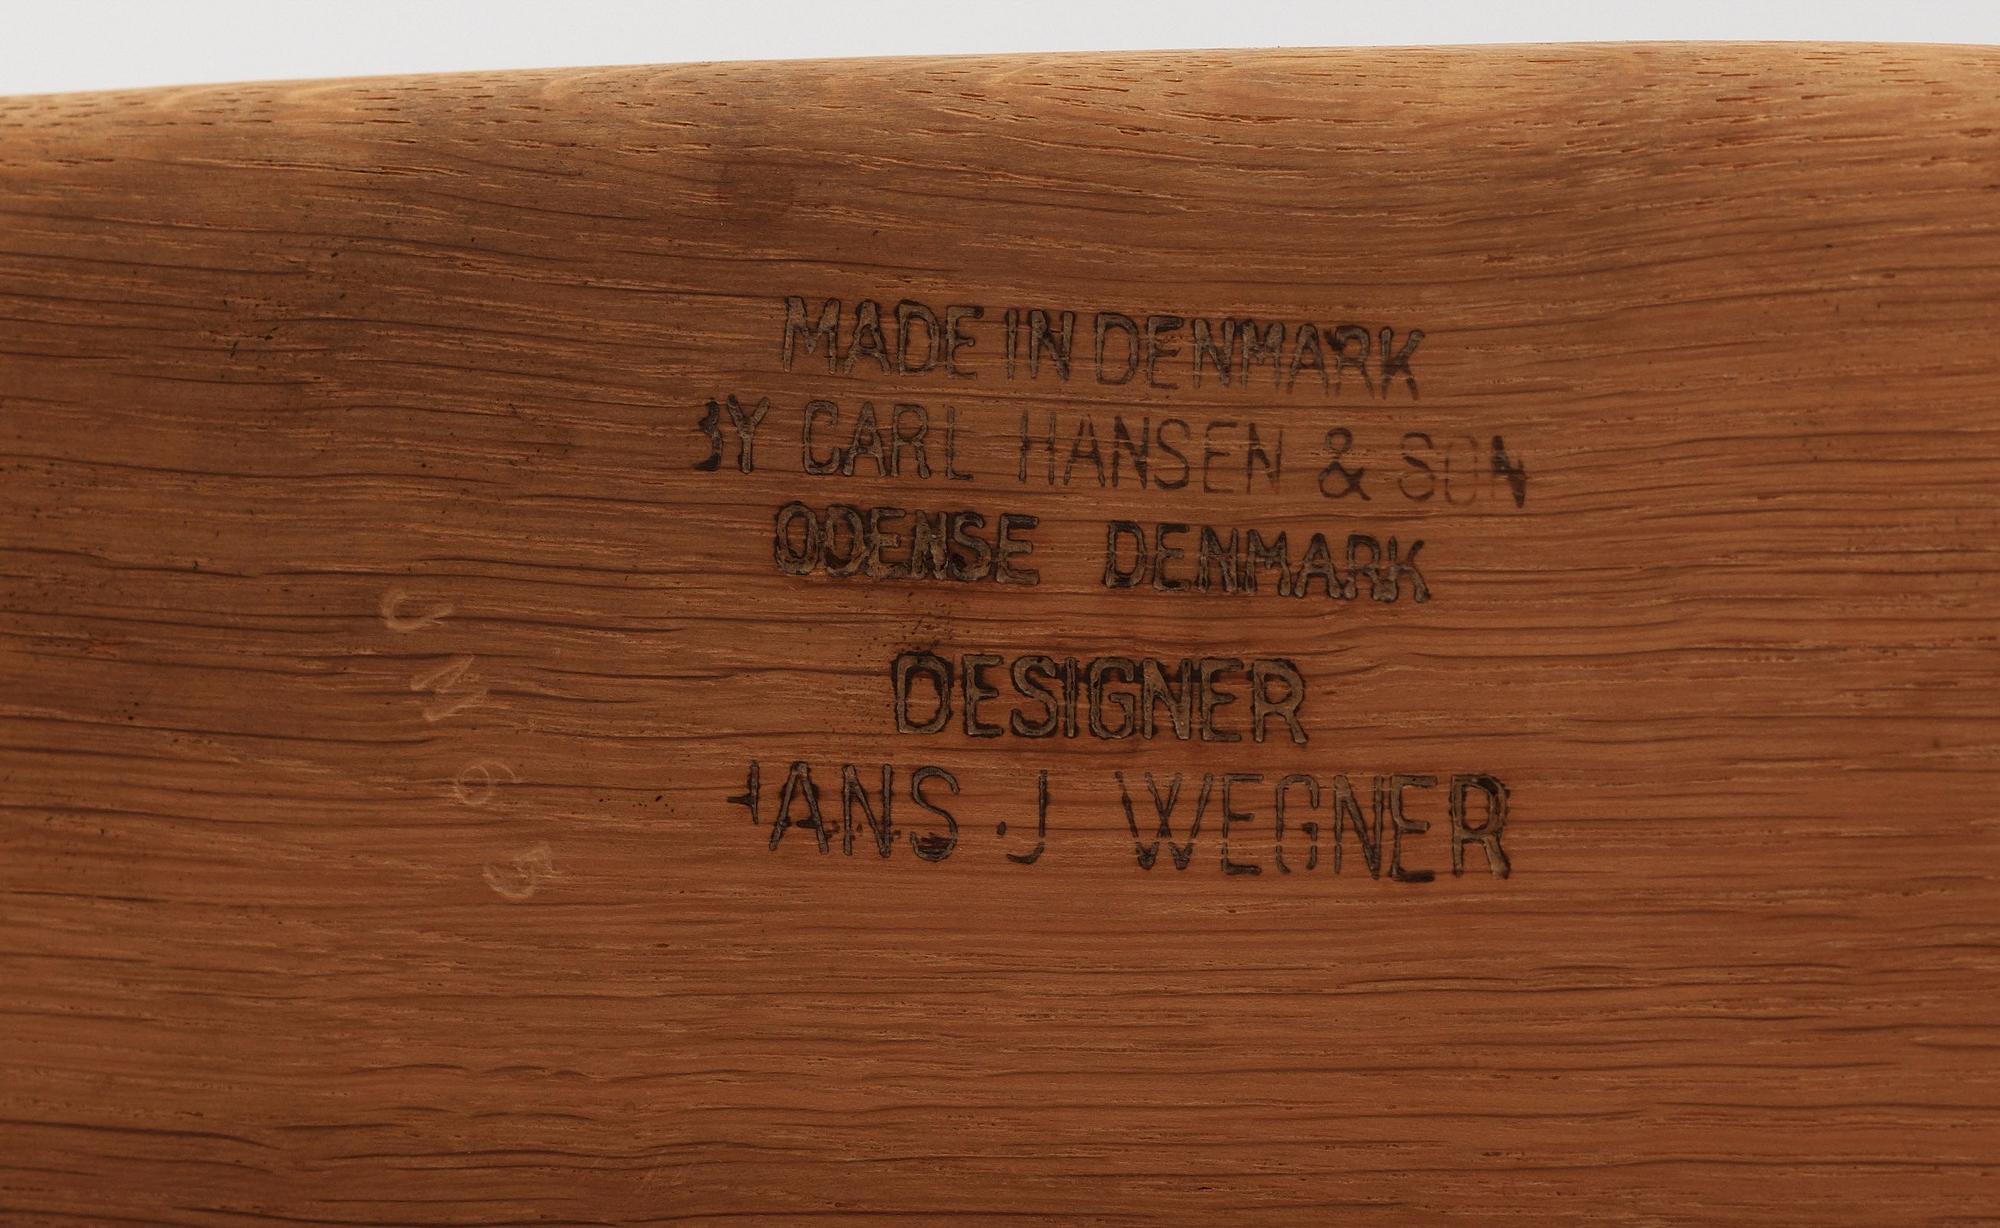 MADE IN DENMARK
BY CARL HANSEN & SON
ODENSE DENMARK
DESIGNER
HANS J WEGNER